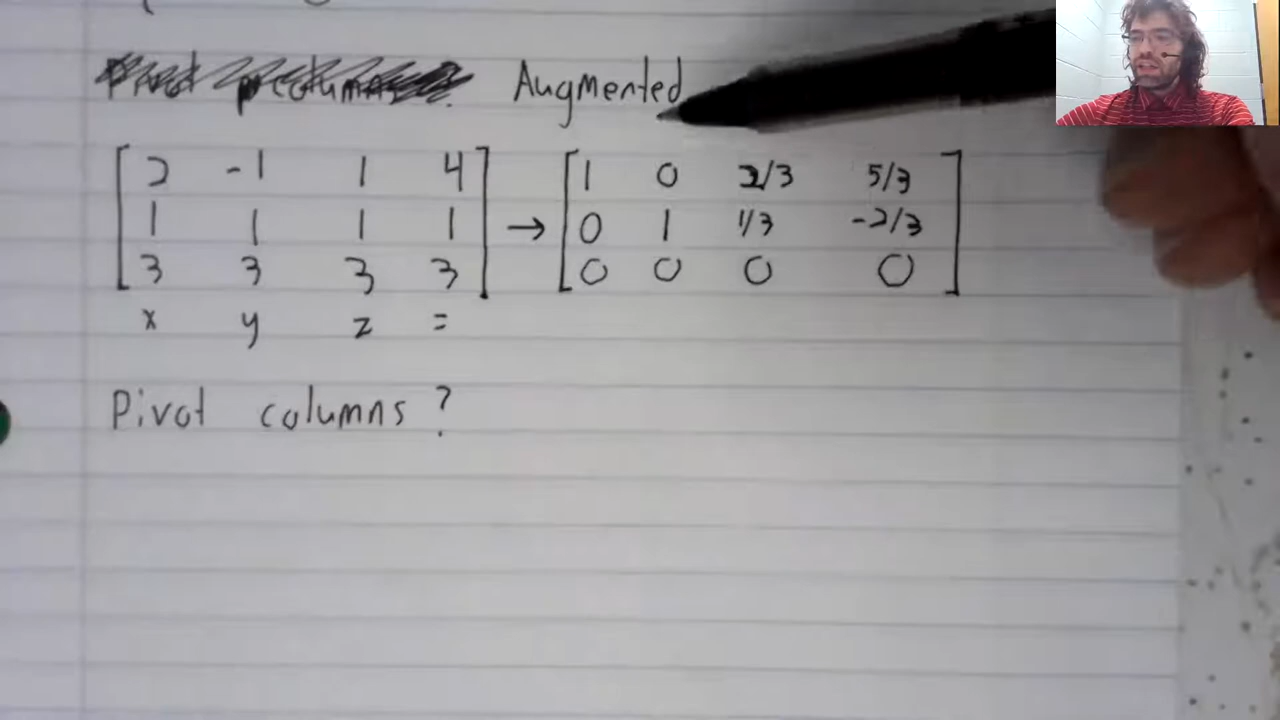 Augmented
2 -1 1 4 1 0 2/3 5/3
1 1 1 1 → 0 1 1/3 -2/3
3 3 3 3 0 0 0 0
x y z =
Pivot columns?